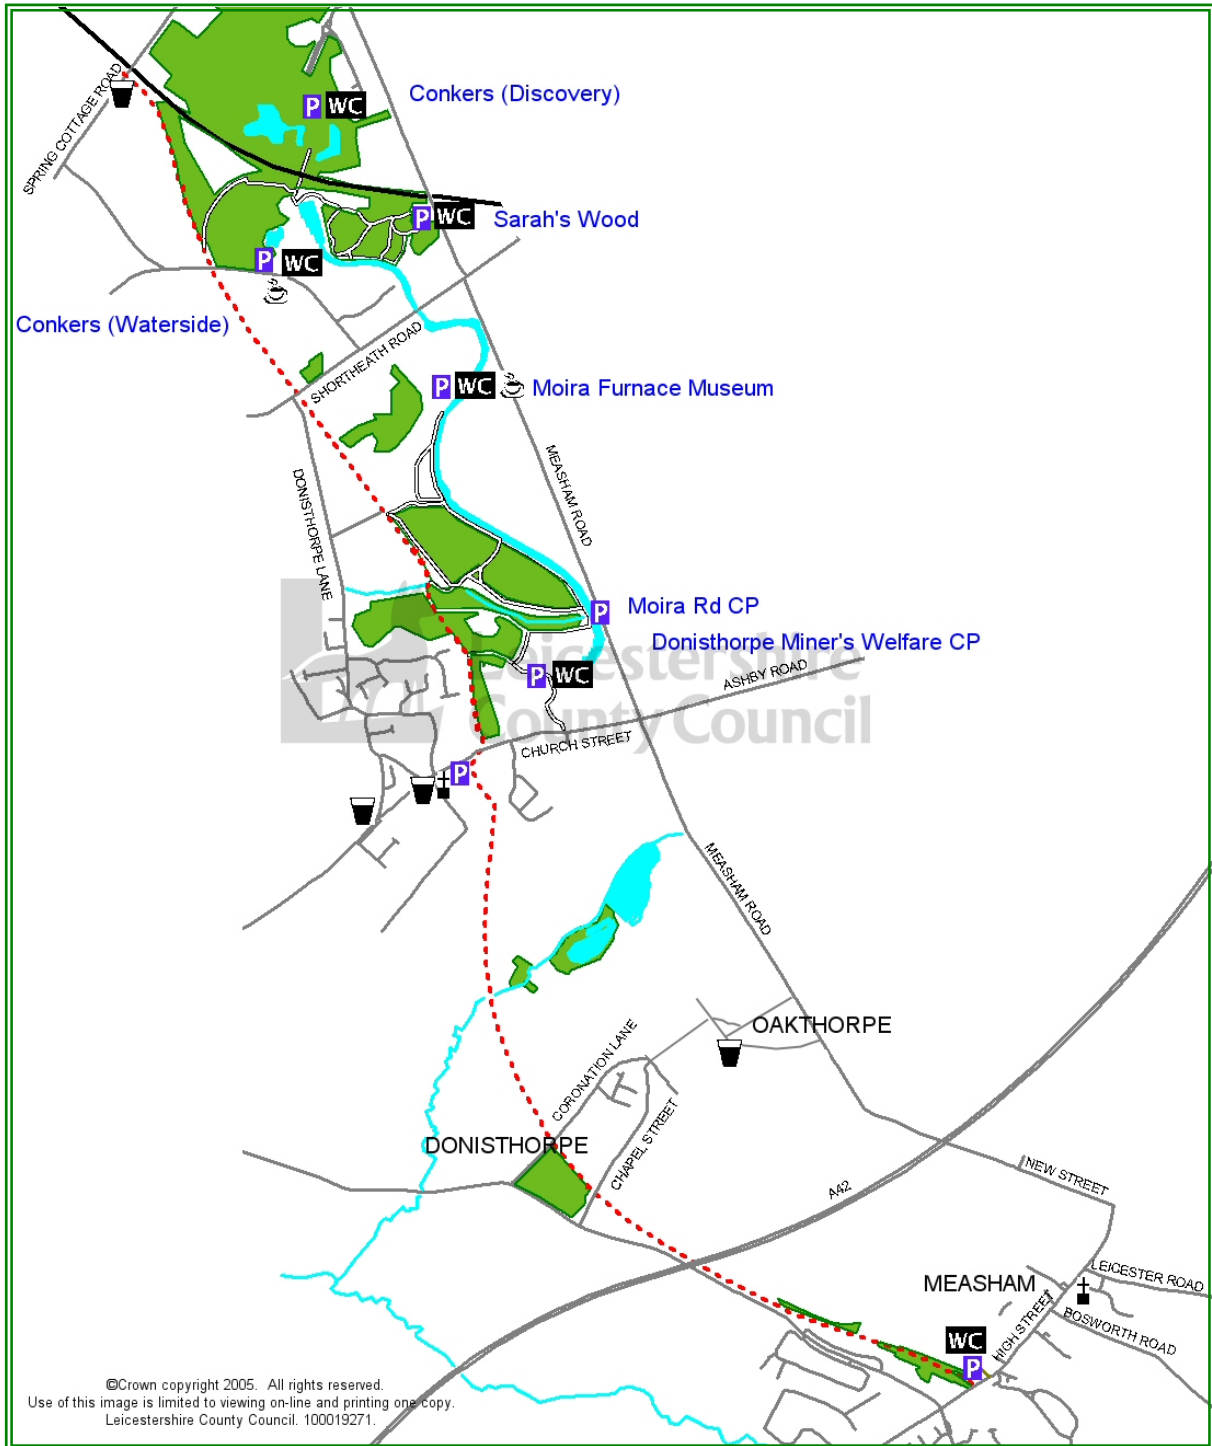 SPRING COTTAGE ROAD
P WC
Conkers (Discovery)
P WC
Sarah's Wood
P WC
Conkers (Waterside)
SHORTHEATH ROAD
P WC
Moira Furnace Museum
MEASHAM ROAD
DONISTHORPE LANE
P
Moira Rd CP
Donisthorpe Miner's Welfare CP
P WC
Leicestershire
County Council
ASHBY ROAD
CHURCH STREET
P
MEASHAM ROAD
OAKTHORPE
CORONATION LANE
DONISTHORPE
CHAPEL STREET
A42
NEW STREET
LEICESTER ROAD
MEASHAM
HIGH STREET
BOSWORTH ROAD
WC
P
©Crown copyright 2005. All rights reserved.
Use of this image is limited to viewing on-line and printing one copy.
Leicestershire County Council. 100019271.